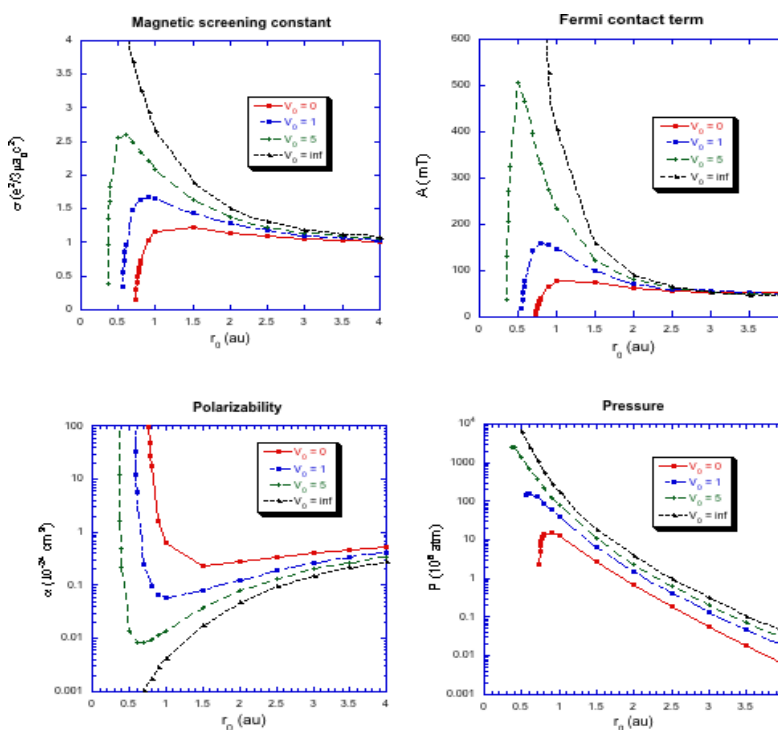 Magnetic screening constant
4
3.5
3
2.5
2
1.5
1
0.5
0
σ (e²/3μa₀c²)
V₀ = 0
V₀ = 1
V₀ = 5
V₀ = inf
0 0.5 1 1.5 2 2.5 3 3.5 4
r₀ (au)
Fermi contact term
600
500
400
300
200
100
0
A (mT)
V₀ = 0
V₀ = 1
V₀ = 5
V₀ = inf
0 0.5 1 1.5 2 2.5 3 3.5 4
r₀ (au)
Polarizability
100
10
1
0.1
0.01
0.001
α (10⁻²⁴ cm³)
V₀ = 0
V₀ = 1
V₀ = 5
V₀ = inf
0 0.5 1 1.5 2 2.5 3 3.5 4
r₀ (au)
Pressure
10⁴
1000
100
10
1
0.1
0.01
0.001
P (10⁶ atm)
V₀ = 0
V₀ = 1
V₀ = 5
V₀ = inf
0 0.5 1 1.5 2 2.5 3 3.5 4
r₀ (au)